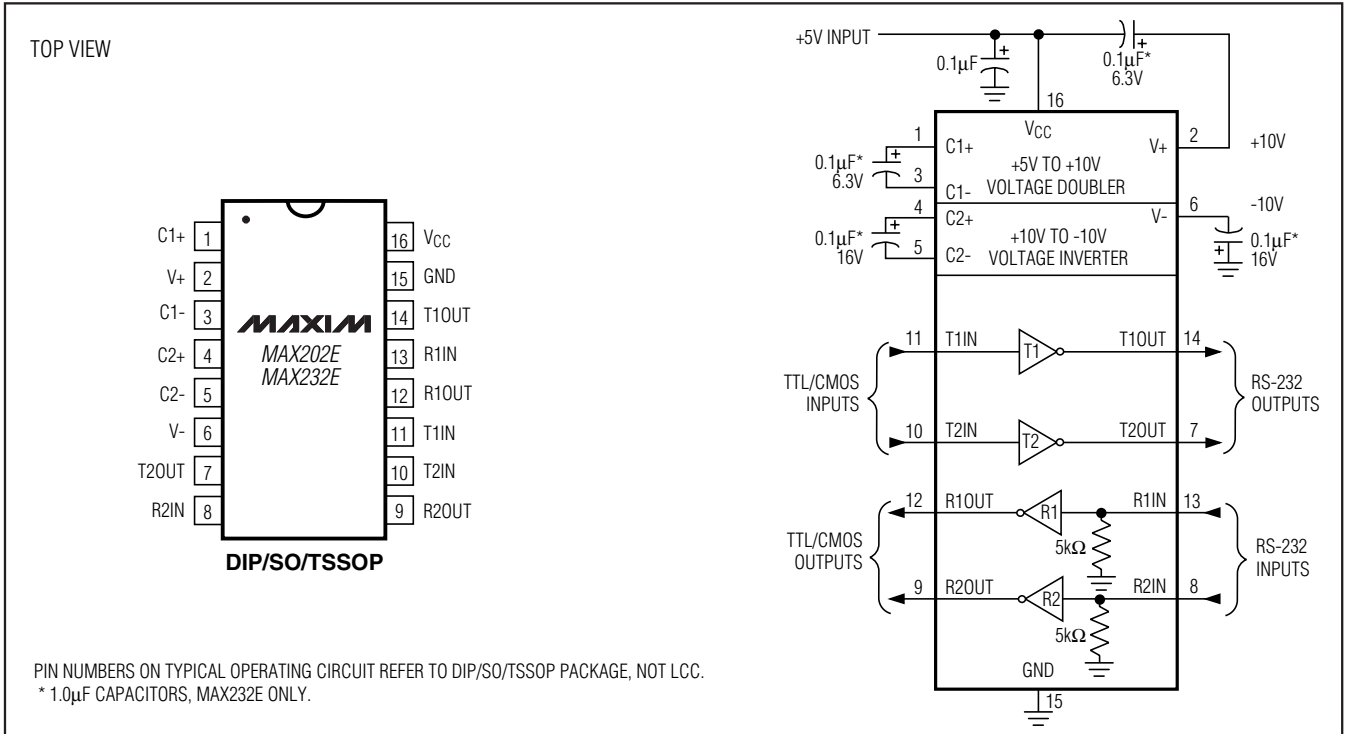 TOP VIEW
C1+ 1
V+ 2
C1- 3
C2+ 4
C2- 5
V- 6
T2OUT 7
R2IN 8
16 VCC
15 GND
14 T1OUT
13 R1IN
12 R1OUT
11 T1IN
10 T2IN
9 R2OUT
MAXIM
MAX202E
MAX232E
DIP/SO/TSSOP
+5V INPUT
0.1μF
+
+
0.1μF*
6.3V
16
VCC
1
C1+
+5V TO +10V
VOLTAGE DOUBLER
V+
2
+10V
0.1μF*
6.3V
+
3
C1-
4
C2+
+10V TO -10V
VOLTAGE INVERTER
V-
6
-10V
0.1μF*
16V
+
5
C2-
0.1μF*
16V
+
TTL/CMOS
INPUTS
11 T1IN T1 T1OUT 14
10 T2IN T2 T2OUT 7
RS-232
OUTPUTS
TTL/CMOS
OUTPUTS
12 R1OUT R1 R1IN 13
5kΩ
9 R2OUT R2 R2IN 8
5kΩ
RS-232
INPUTS
GND
15
PIN NUMBERS ON TYPICAL OPERATING CIRCUIT REFER TO DIP/SO/TSSOP PACKAGE, NOT LCC.
* 1.0μF CAPACITORS, MAX232E ONLY.